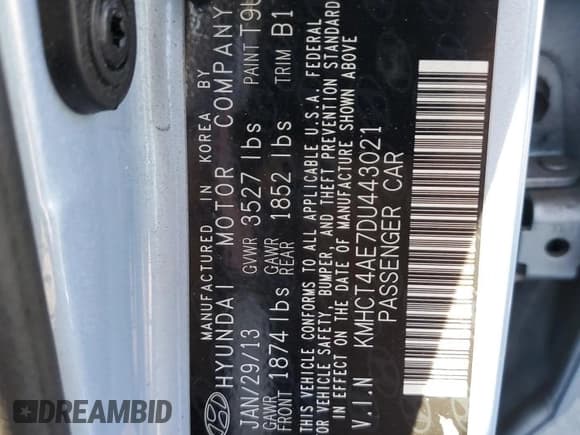 MANUFACTURED IN KOREA BY
HYUNDAI MOTOR COMPANY
JAN/29/13 GVWR 3527 lbs PAINT T9U
GAWR FRONT 1874 lbs GAWR REAR 1852 lbs TRIM B1
THIS VEHICLE CONFORMS TO ALL APPLICABLE U.S.A. FEDERAL
MOTOR VEHICLE SAFETY, BUMPER, AND THEFT PREVENTION STANDARDS
IN EFFECT ON THE DATE OF MANUFACTURE SHOWN ABOVE
V.I.N KMHCT4AE7DU443021
PASSENGER CAR
DREAMBID